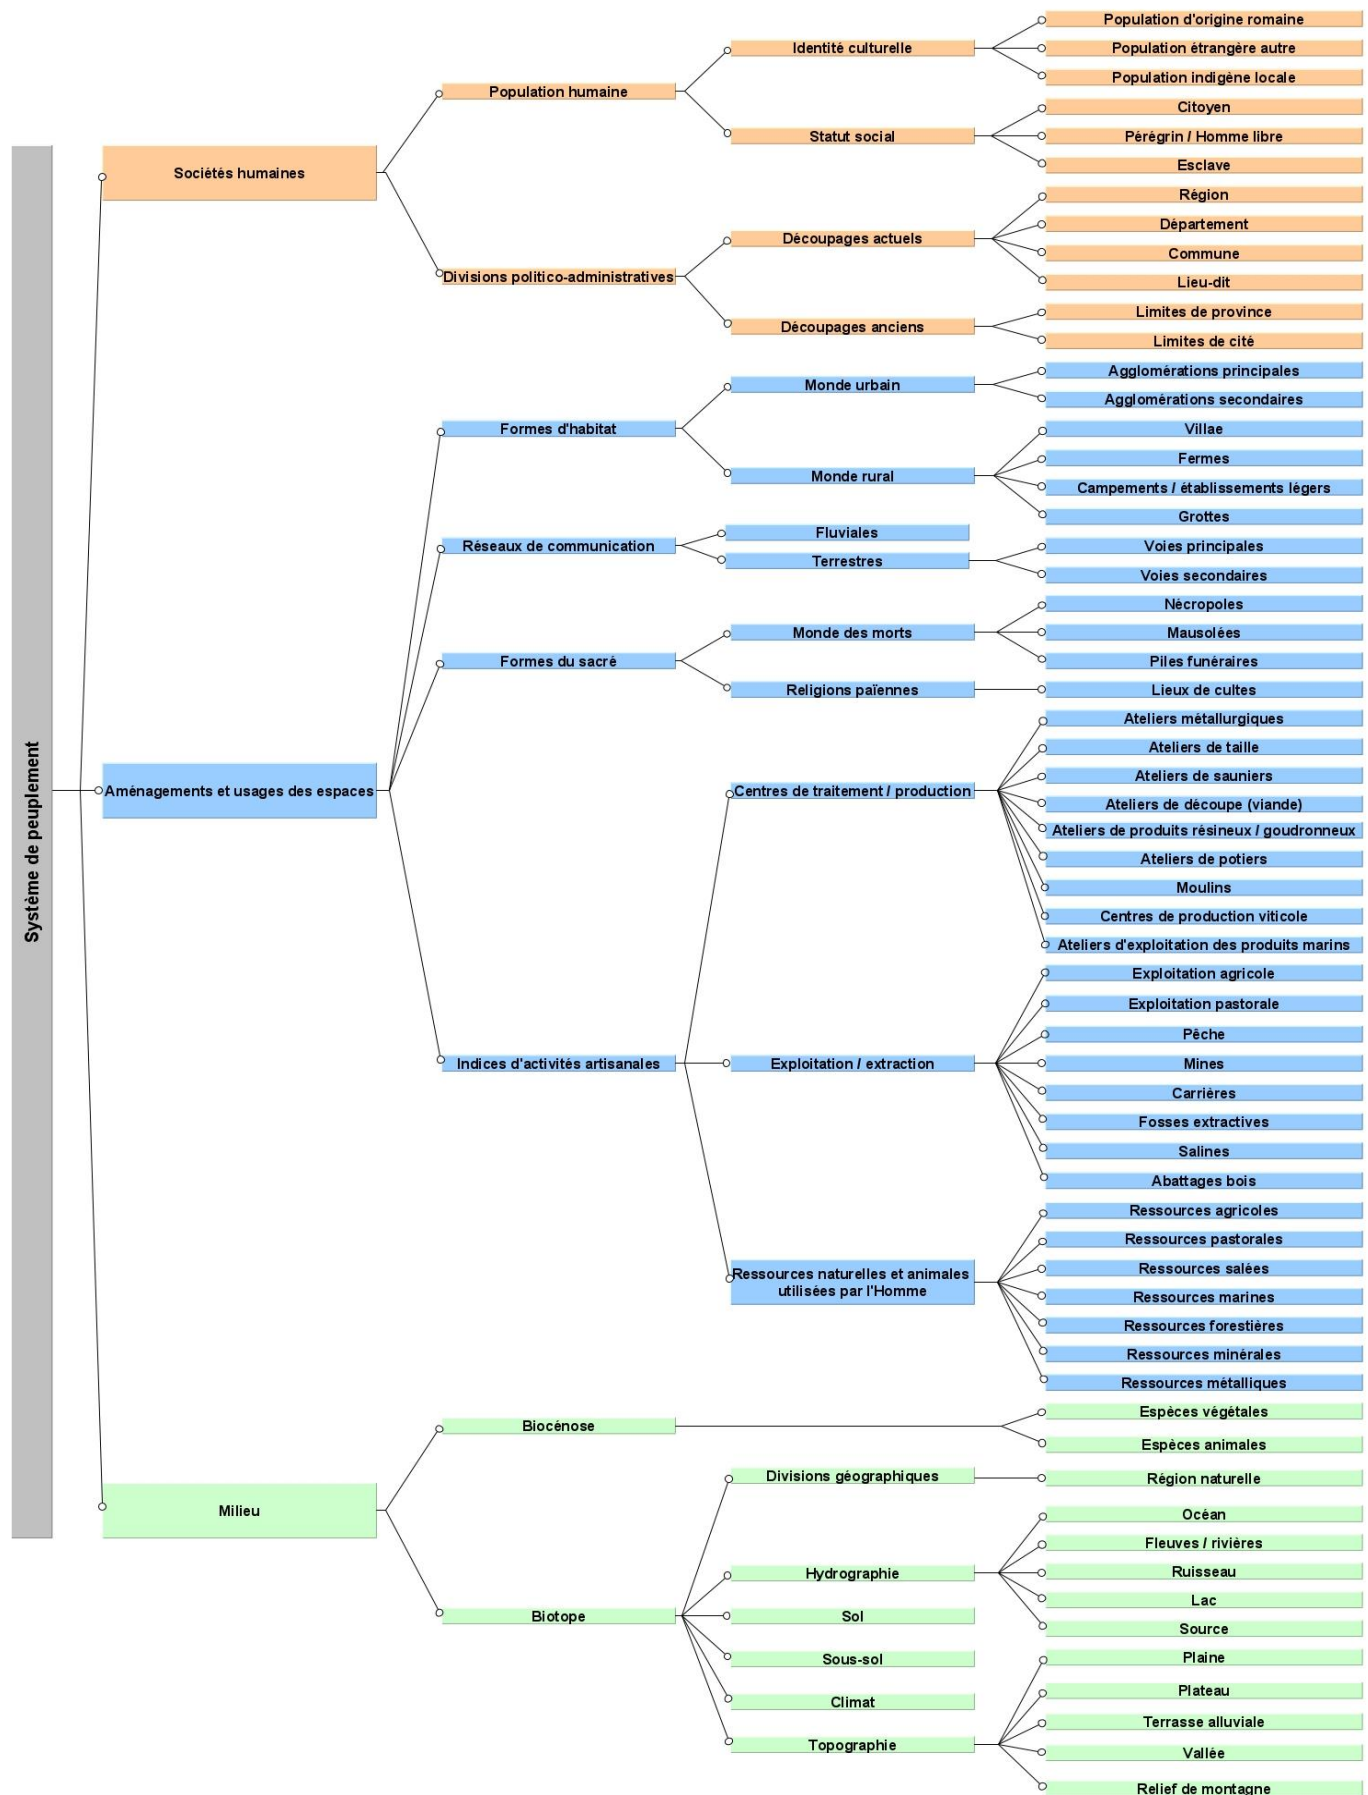 Système de peuplement
Sociétés humaines
Population humaine
Identité culturelle
Population d'origine romaine
Population étrangère autre
Population indigène locale
Statut social
Citoyen
Pérégrin / Homme libre
Esclave
Divisions politico-administratives
Découpages actuels
Région
Département
Commune
Lieu-dit
Découpages anciens
Limites de province
Limites de cité
Aménagements et usages des espaces
Formes d'habitat
Monde urbain
Agglomérations principales
Agglomérations secondaires
Monde rural
Villae
Fermes
Campements / établissements légers
Grottes
Réseaux de communication
Fluviales
Terrestres
Voies principales
Voies secondaires
Formes du sacré
Monde des morts
Nécropoles
Mausolées
Piles funéraires
Religions païennes
Lieux de cultes
Indices d'activités artisanales
Centres de traitement / production
Ateliers métallurgiques
Ateliers de taille
Ateliers de sauniers
Ateliers de découpe (viande)
Ateliers de produits résineux / goudronneux
Ateliers de potiers
Moulins
Centres de production viticole
Ateliers d'exploitation des produits marins
Exploitation / extraction
Exploitation agricole
Exploitation pastorale
Pêche
Mines
Carrières
Fosses extractives
Salines
Abattages bois
Ressources naturelles et animales
utilisées par l'Homme
Ressources agricoles
Ressources pastorales
Ressources salées
Ressources marines
Ressources forestières
Ressources minérales
Ressources métalliques
Milieu
Biocénose
Espèces végétales
Espèces animales
Biotope
Divisions géographiques
Région naturelle
Hydrographie
Océan
Fleuves / rivières
Ruisseau
Lac
Source
Sol
Sous-sol
Climat
Topographie
Plaine
Plateau
Terrasse alluviale
Vallée
Relief de montagne